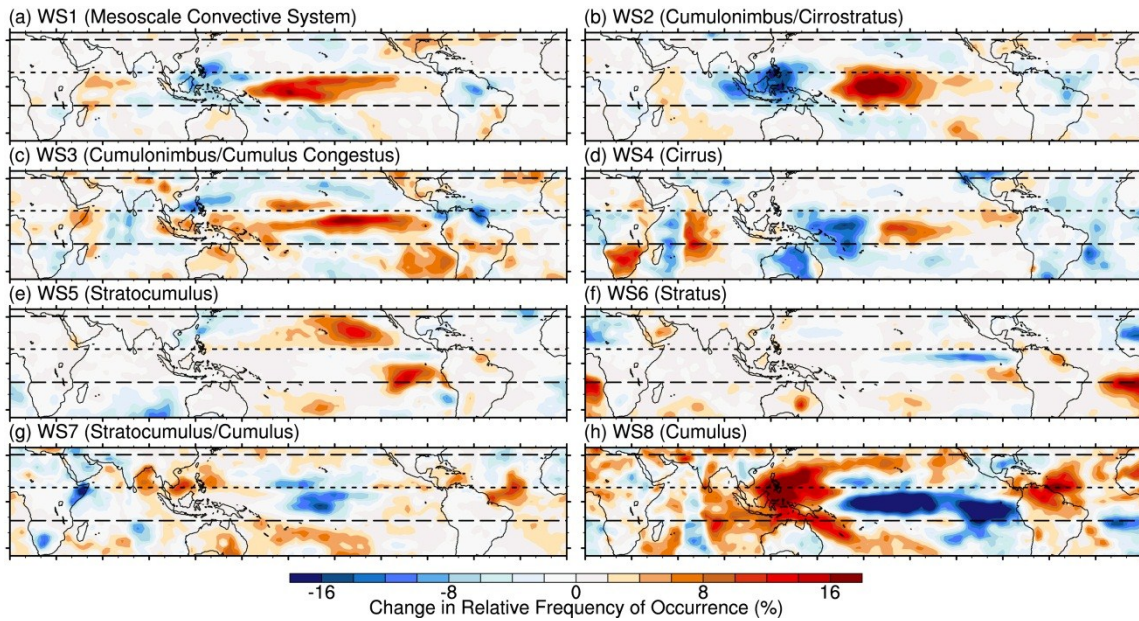 (a) WS1 (Mesoscale Convective System)
(b) WS2 (Cumulonimbus/Cirrostratus)
(c) WS3 (Cumulonimbus/Cumulus Congestus)
(d) WS4 (Cirrus)
(e) WS5 (Stratocumulus)
(f) WS6 (Stratus)
(g) WS7 (Stratocumulus/Cumulus)
(h) WS8 (Cumulus)
-16 -8 0 8 16
Change in Relative Frequency of Occurrence (%)